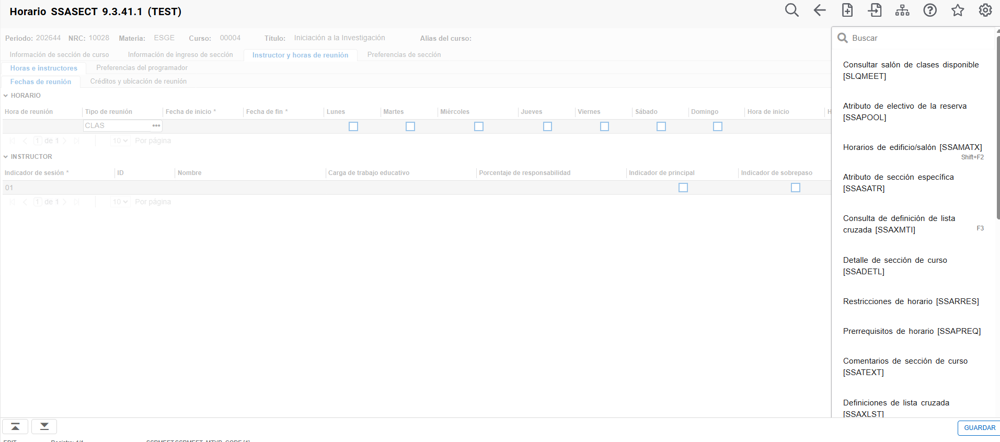 Horario SSASECT 9.3.41.1 (TEST)
Periodo: 202644 NRC: 10028 Materia: ESGE Curso: 00004 Título: Iniciación a la Investigación Alias del curso:
Información de sección de curso Información de ingreso de sección Instructor y horas de reunión Preferencias de sección
Horas e instructores Preferencias del programador
Fechas de reunión Créditos y ubicación de reunión
HORARIO
Hora de reunión Tipo de reunión Fecha de inicio * Fecha de fin * Lunes Martes Miércoles Jueves Viernes Sábado Domingo Hora de inicio H
CLAS •••
1 de 1 10 Por página
INSTRUCTOR
Indicador de sesión * ID Nombre Carga de trabajo educativo Porcentaje de responsabilidad Indicador de principal Indicador de sobrepaso
01
1 de 1 10 Por página
Buscar
Consultar salón de clases disponible
[SLQMEET]
Atributo de electivo de la reserva
[SSAPOOL]
Horarios de edificio/salón [SSAMATX]
Shift+F2
Atributo de sección específica
[SSASATR]
Consulta de definición de lista
cruzada [SSAXMTI] F3
Detalle de sección de curso
[SSADETL]
Restricciones de horario [SSARRES]
Prerrequisitos de horario [SSAPREQ]
Comentarios de sección de curso
[SSATEXT]
Definiciones de lista cruzada
[SSAXLST]
GUARDAR
EDIT Registro: 1/1 SSRMEET.SSRMEET_MTYP_CODE [1]